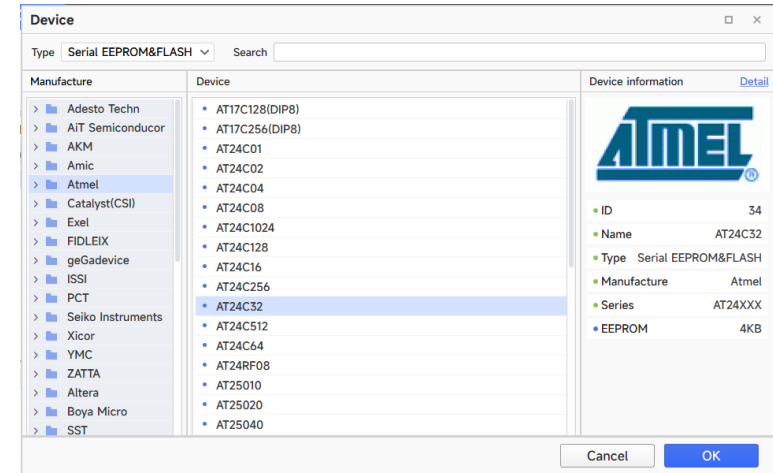 Device
Type Serial EEPROM&FLASH Search
Manufacture
Adesto Techn
AiT Semiconducor
AKM
Amic
Atmel
Catalyst(CSI)
Exel
FIDLEIX
geGadevice
ISSI
PCT
Seiko Instruments
Xicor
YMC
ZATTA
Altera
Boya Micro
SST
Device
AT17C128(DIP8)
AT17C256(DIP8)
AT24C01
AT24C02
AT24C04
AT24C08
AT24C1024
AT24C128
AT24C16
AT24C256
AT24C32
AT24C512
AT24C64
AT24RF08
AT25010
AT25020
AT25040
Device information Detail
ATMEL
ID 34
Name AT24C32
Type Serial EEPROM&FLASH
Manufacture Atmel
Series AT24XXX
EEPROM 4KB
Cancel OK